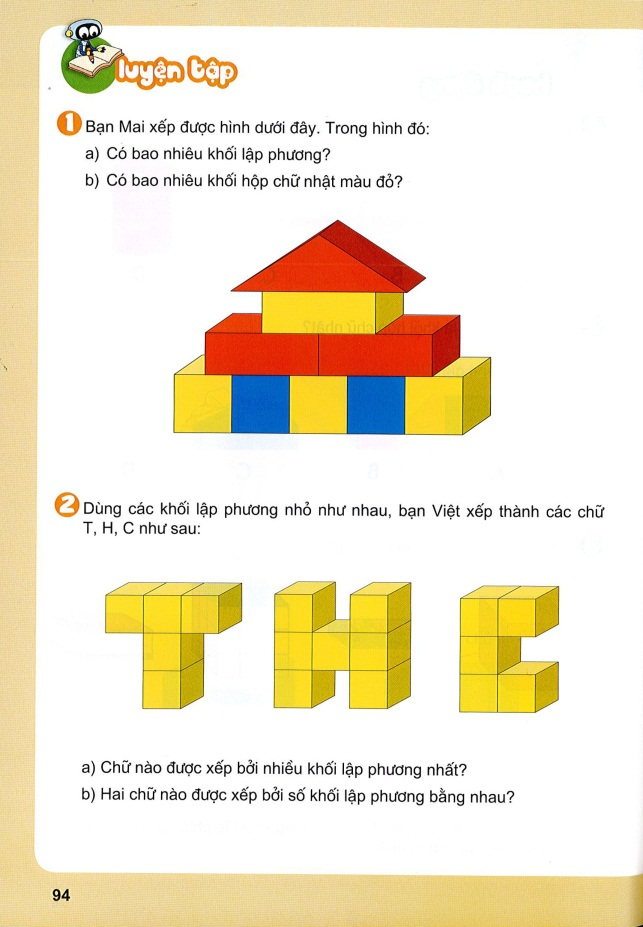 luyện tập
1 Bạn Mai xếp được hình dưới đây. Trong hình đó:
a) Có bao nhiêu khối lập phương?
b) Có bao nhiêu khối hộp chữ nhật màu đỏ?
2 Dùng các khối lập phương nhỏ như nhau, bạn Việt xếp thành các chữ
T, H, C như sau:
a) Chữ nào được xếp bởi nhiều khối lập phương nhất?
b) Hai chữ nào được xếp bởi số khối lập phương bằng nhau?
94